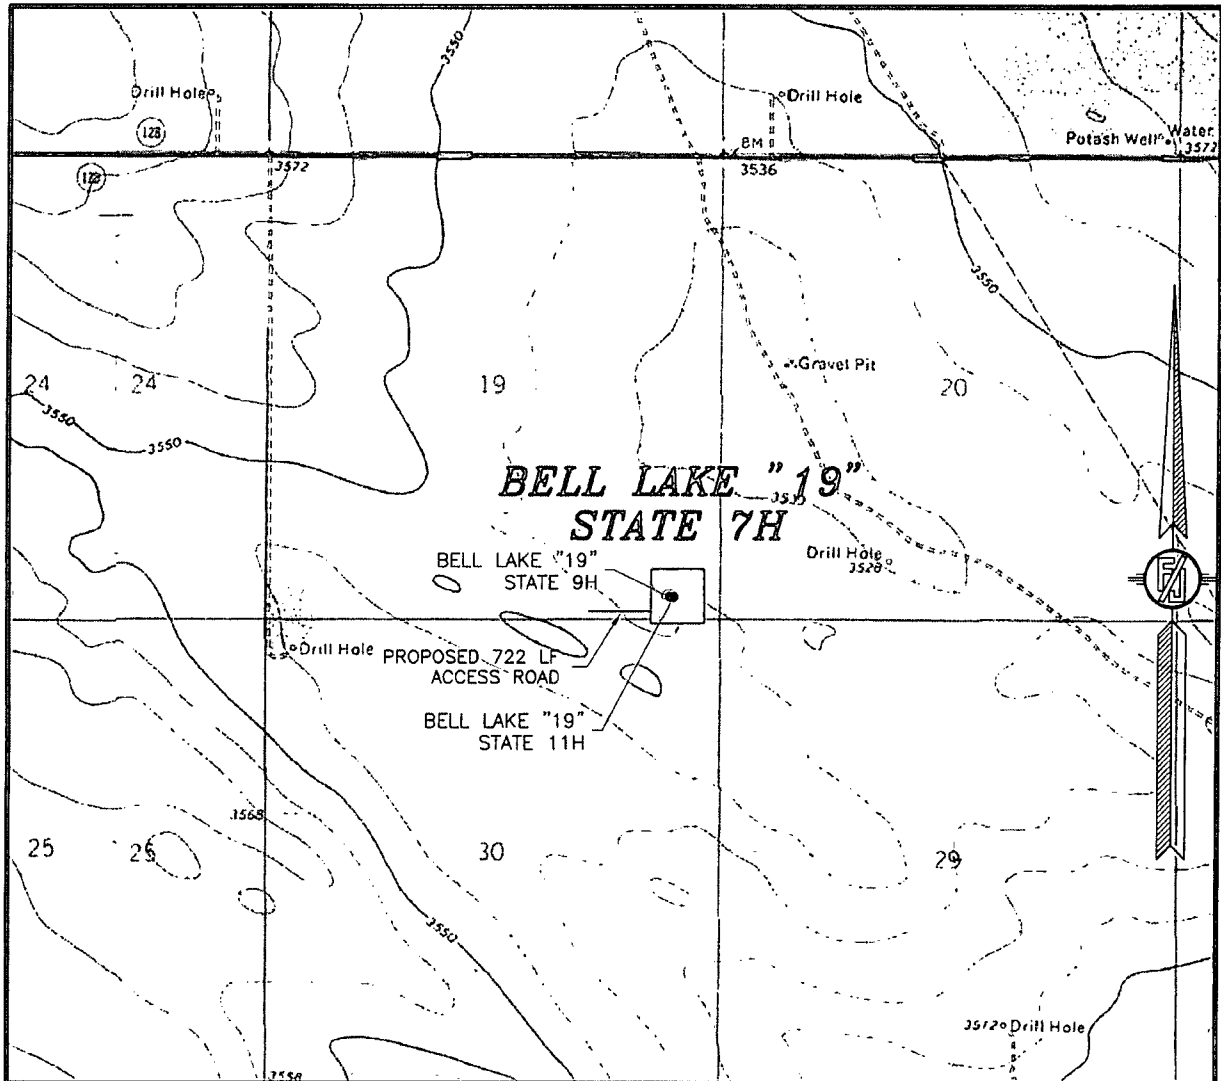 3550
Drill Hole
128
128
3572
BM
3536
Drill Hole
Potash Well
Water
3572
3550
Gravel Pit
24
24
19
20
3550
3550
BELL LAKE "19"
STATE 7H
Drill Hole
3528
BELL LAKE "19"
STATE 9H
Drill Hole
PROPOSED 722 LF
ACCESS ROAD
BELL LAKE "19"
STATE 11H
3568
25
25
30
29
3550
3512 Drill Hole
3558